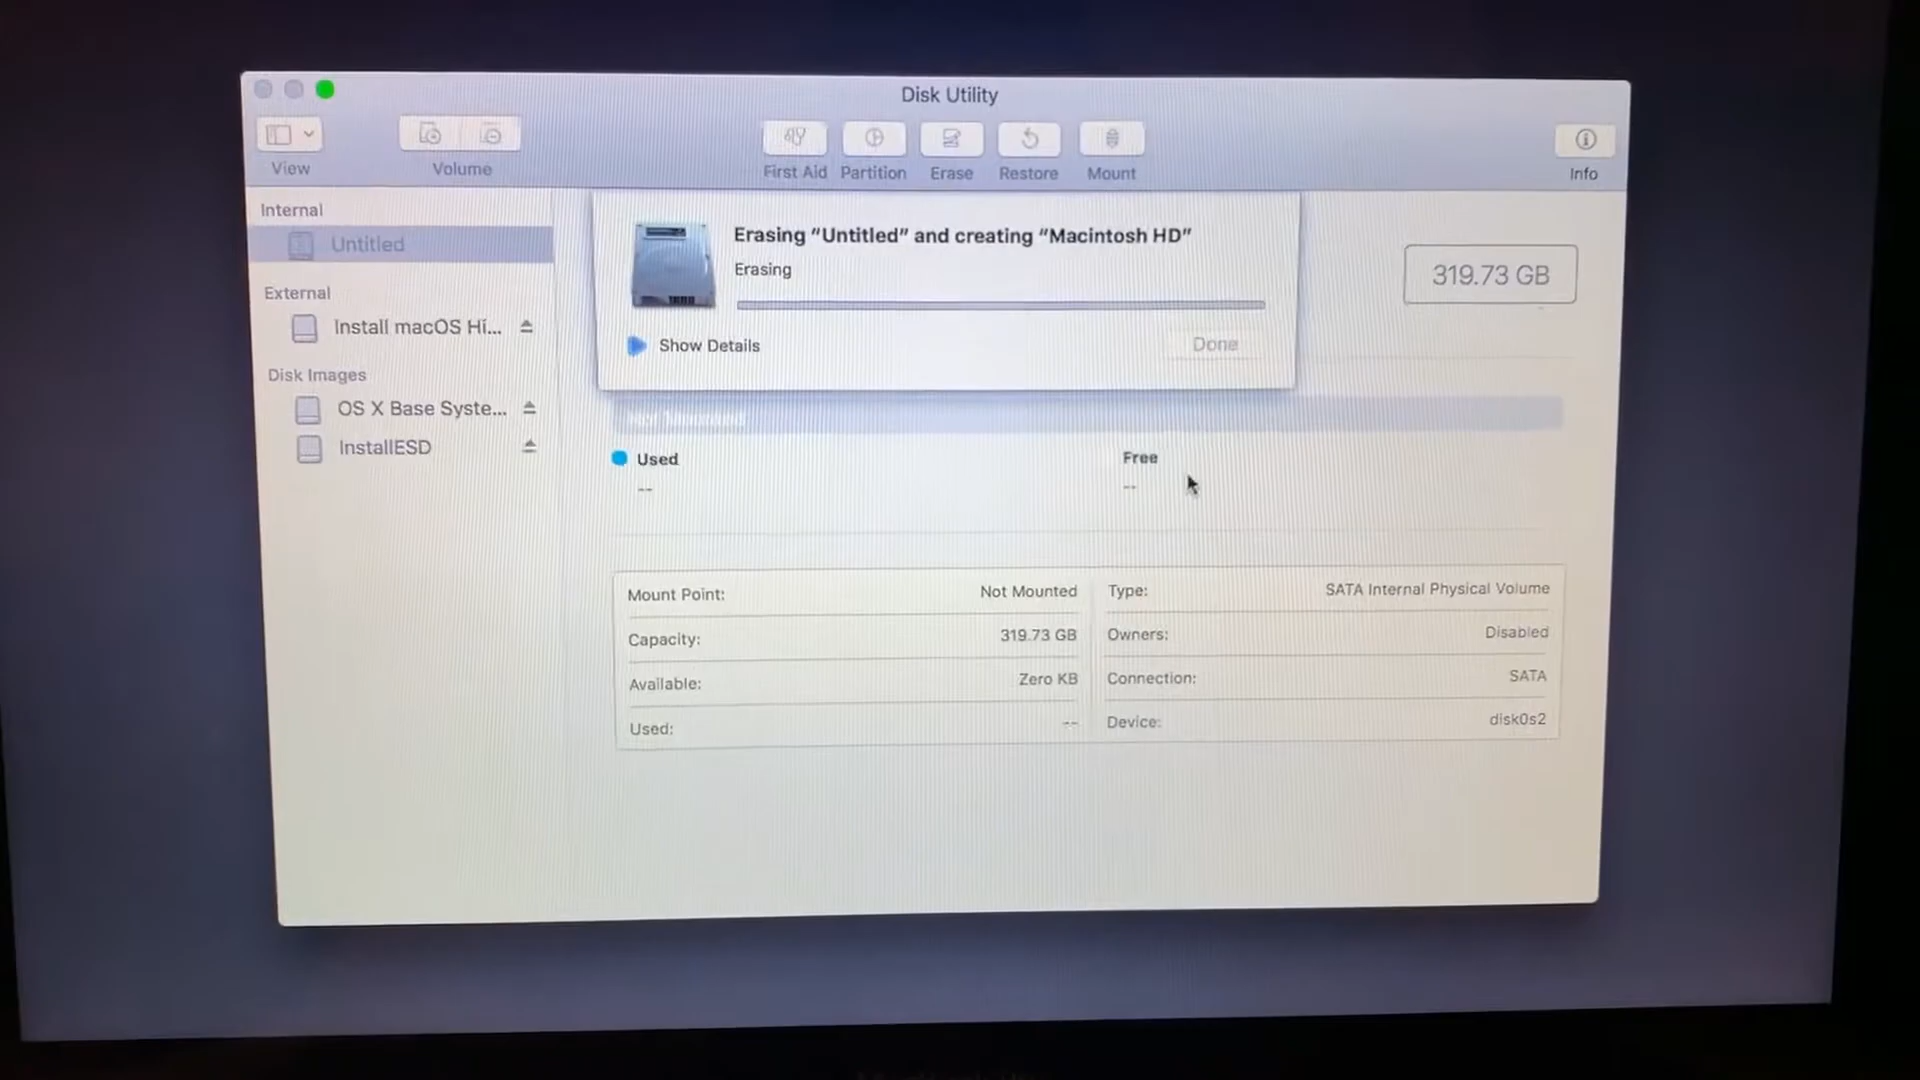 Disk Utility
View
Volume
First Aid
Partition
Erase
Restore
Mount
Info
Internal
Untitled
External
Install macOS Hi...
Disk Images
OS X Base Syste...
InstallESD
Erasing “Untitled” and creating “Macintosh HD”
Erasing
Show Details
Done
319.73 GB
Not Mounted
Used
--
Free
--
Mount Point: Not Mounted
Capacity: 319.73 GB
Available: Zero KB
Used: --
Type: SATA Internal Physical Volume
Owners: Disabled
Connection: SATA
Device: disk0s2